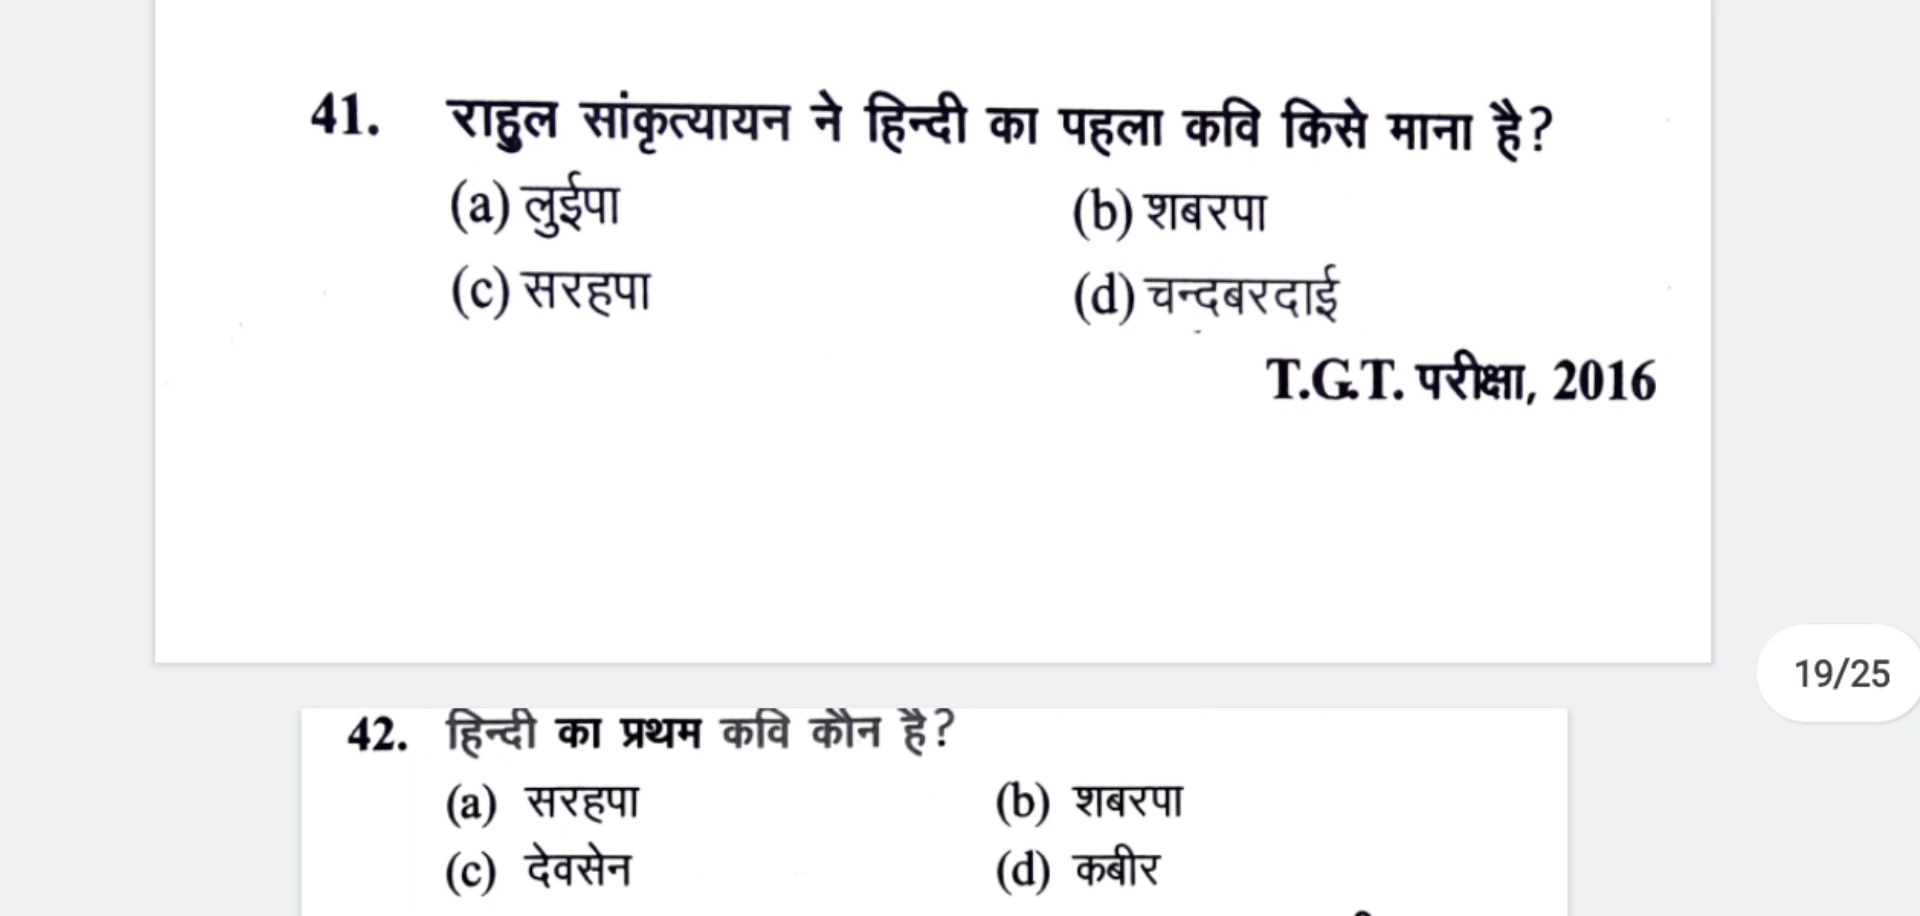 41. राहुल सांकृत्यायन ने हिन्दी का पहला कवि किसे माना है?
(a) लुईपा (b) शबरपा
(c) सरहपा (d) चन्दबरदाई
T.G.T. परीक्षा, 2016
19/25
42. हिन्दी का प्रथम कवि कौन है?
(a) सरहपा (b) शबरपा
(c) देवसेन (d) कबीर